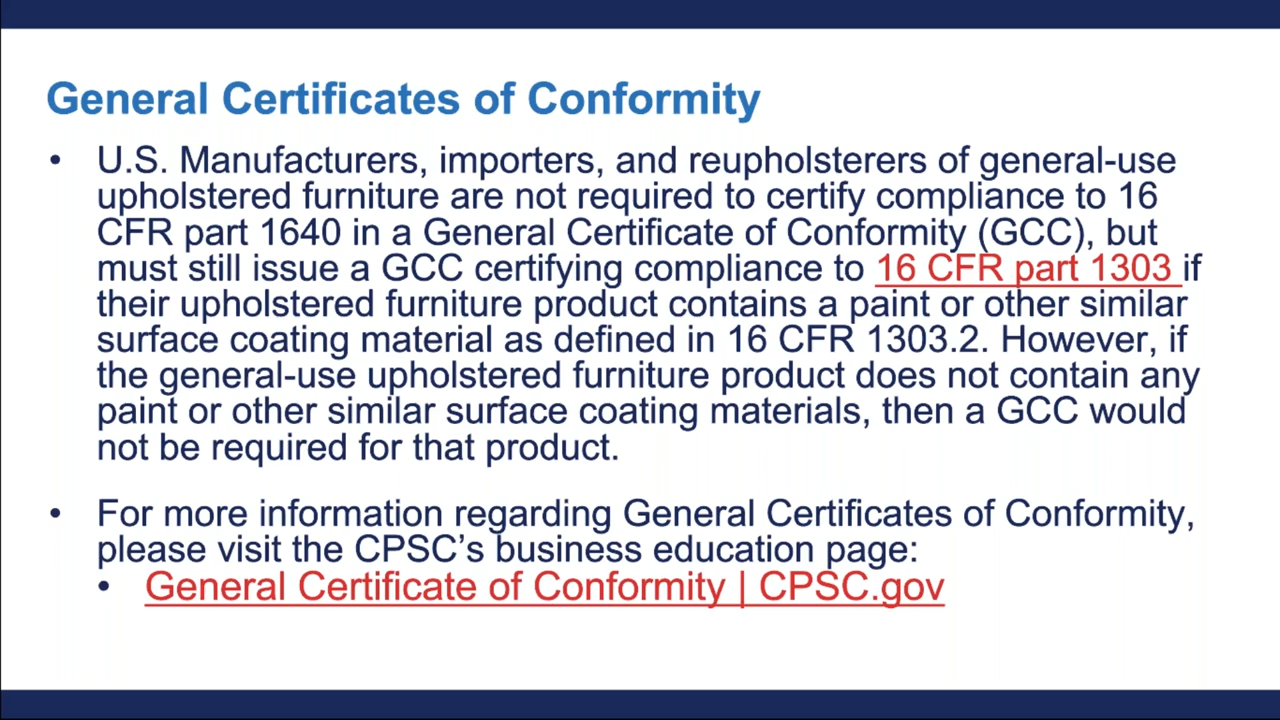 General Certificates of Conformity
• U.S. Manufacturers, importers, and reupholsterers of general-use
upholstered furniture are not required to certify compliance to 16
CFR part 1640 in a General Certificate of Conformity (GCC), but
must still issue a GCC certifying compliance to 16 CFR part 1303 if
their upholstered furniture product contains a paint or other similar
surface coating material as defined in 16 CFR 1303.2. However, if
the general-use upholstered furniture product does not contain any
paint or other similar surface coating materials, then a GCC would
not be required for that product.
• For more information regarding General Certificates of Conformity,
please visit the CPSC’s business education page:
• General Certificate of Conformity | CPSC.gov